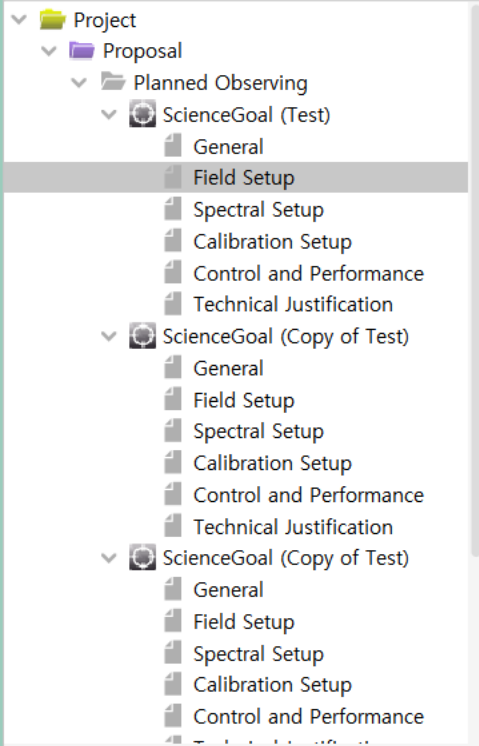 Project
Proposal
Planned Observing
ScienceGoal (Test)
General
Field Setup
Spectral Setup
Calibration Setup
Control and Performance
Technical Justification
ScienceGoal (Copy of Test)
General
Field Setup
Spectral Setup
Calibration Setup
Control and Performance
Technical Justification
ScienceGoal (Copy of Test)
General
Field Setup
Spectral Setup
Calibration Setup
Control and Performance